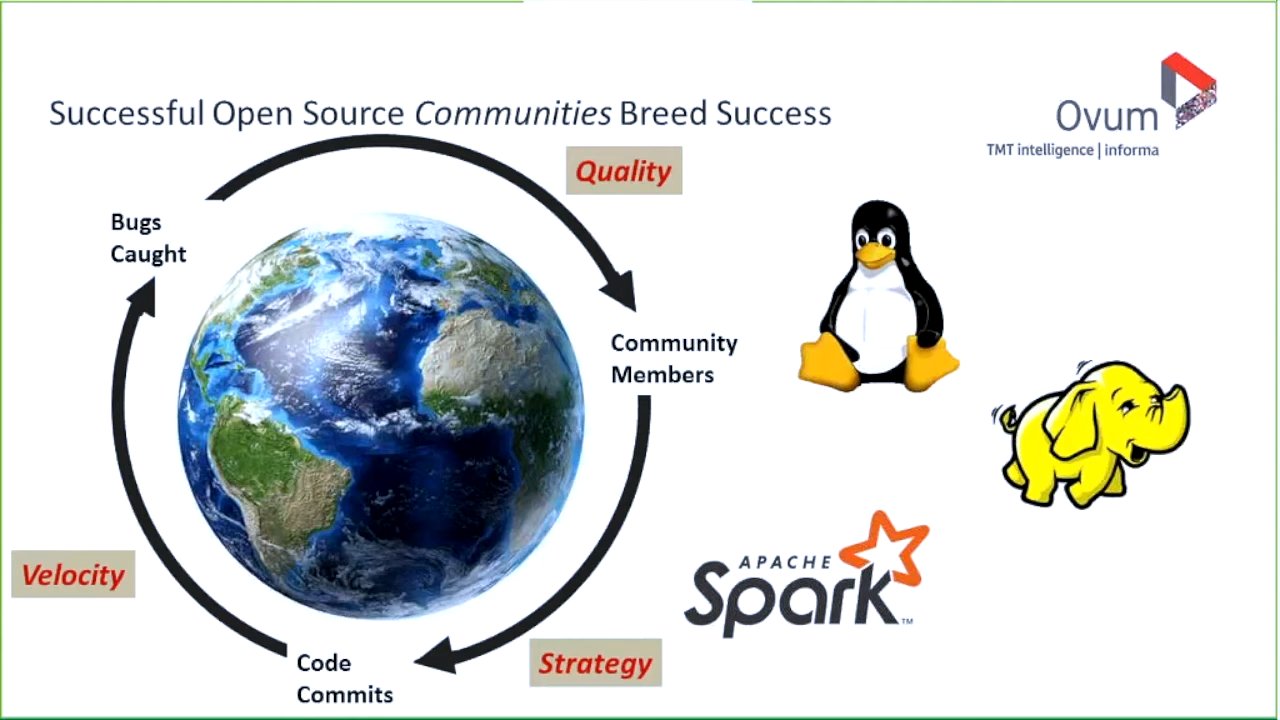 Successful Open Source Communities Breed Success
Ovum
TMT intelligence | informa
Quality
Bugs
Caught
Community
Members
Velocity
APACHE
Spark™
Strategy
Code
Commits